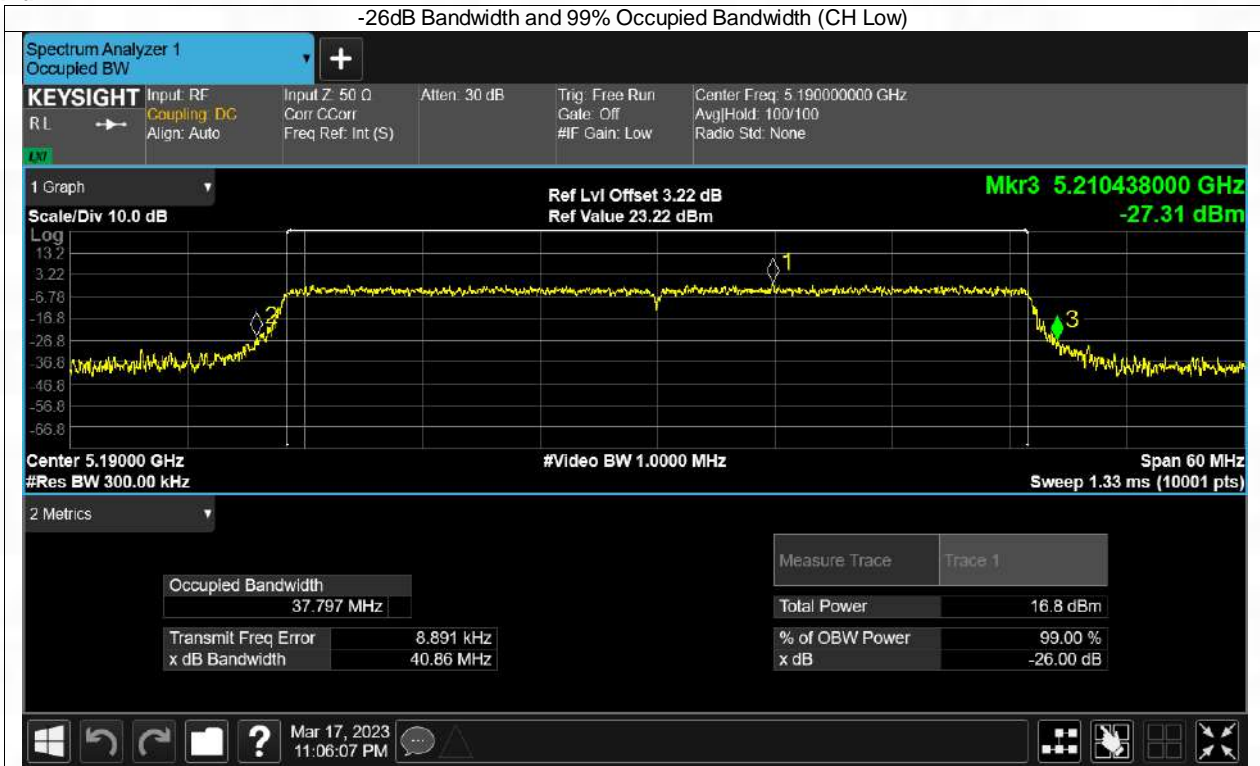 -26dB Bandwidth and 99% Occupied Bandwidth (CH Low)
Spectrum Analyzer 1
Occupied BW
+
KEYSIGHT Input: RF Input Z: 50 Ω Atten: 30 dB Trig: Free Run Center Freq: 5.190000000 GHz
RL Coupling: DC Corr CCorr Gate: Off Avg|Hold: 100/100
Align: Auto Freq Ref: Int (S) #IF Gain: Low Radio Std: None
LXI
1 Graph Ref Lvl Offset 3.22 dB Mkr3 5.210438000 GHz
Scale/Div 10.0 dB Ref Value 23.22 dBm -27.31 dBm
Log
13.2
1
3.22
-6.78
-16.8
2
3
-26.8
-36.8
-46.8
-56.8
-66.8
Center 5.19000 GHz #Video BW 1.0000 MHz Span 60 MHz
#Res BW 300.00 kHz Sweep 1.33 ms (10001 pts)
2 Metrics
Measure Trace Trace 1
Occupied Bandwidth
37.797 MHz Total Power 16.8 dBm
Transmit Freq Error 8.891 kHz % of OBW Power 99.00 %
x dB Bandwidth 40.86 MHz x dB -26.00 dB
? Mar 17, 2023
11:06:07 PM